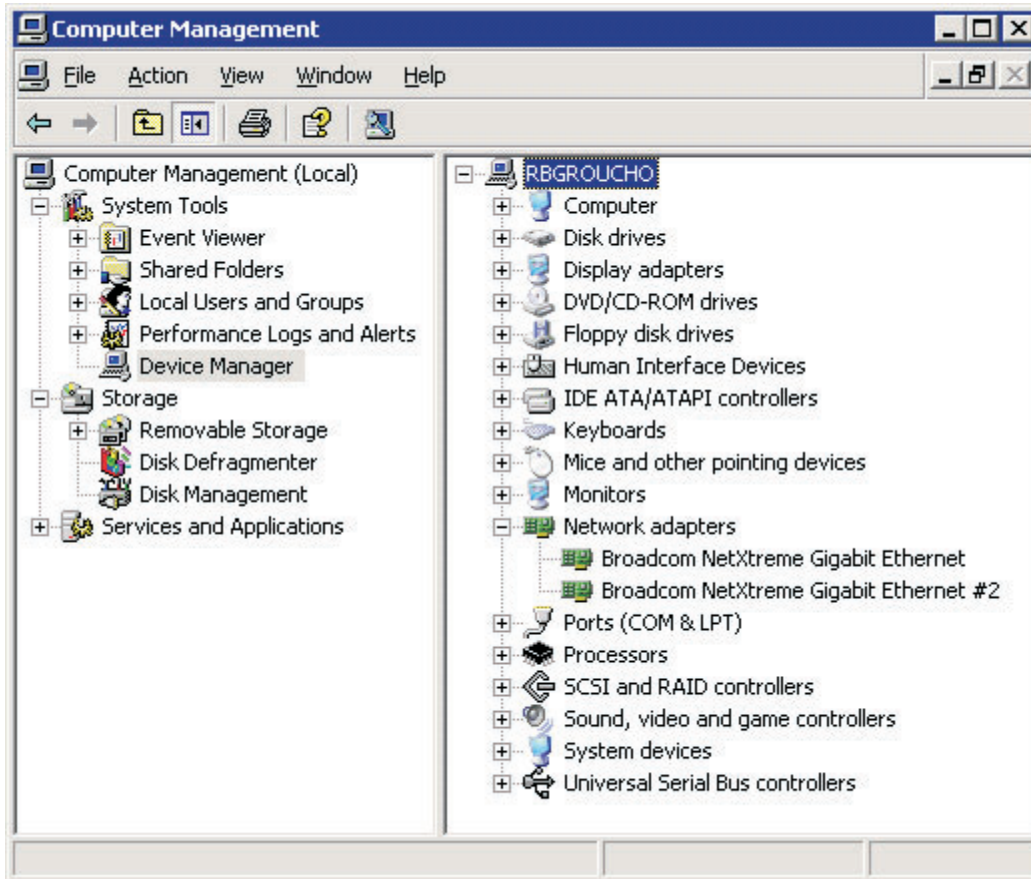 Computer Management
File Action View Window Help
Computer Management (Local)
System Tools
Event Viewer
Shared Folders
Local Users and Groups
Performance Logs and Alerts
Device Manager
Storage
Removable Storage
Disk Defragmenter
Disk Management
Services and Applications
RBGROUCHO
Computer
Disk drives
Display adapters
DVD/CD-ROM drives
Floppy disk drives
Human Interface Devices
IDE ATA/ATAPI controllers
Keyboards
Mice and other pointing devices
Monitors
Network adapters
Broadcom NetXtreme Gigabit Ethernet
Broadcom NetXtreme Gigabit Ethernet #2
Ports (COM & LPT)
Processors
SCSI and RAID controllers
Sound, video and game controllers
System devices
Universal Serial Bus controllers